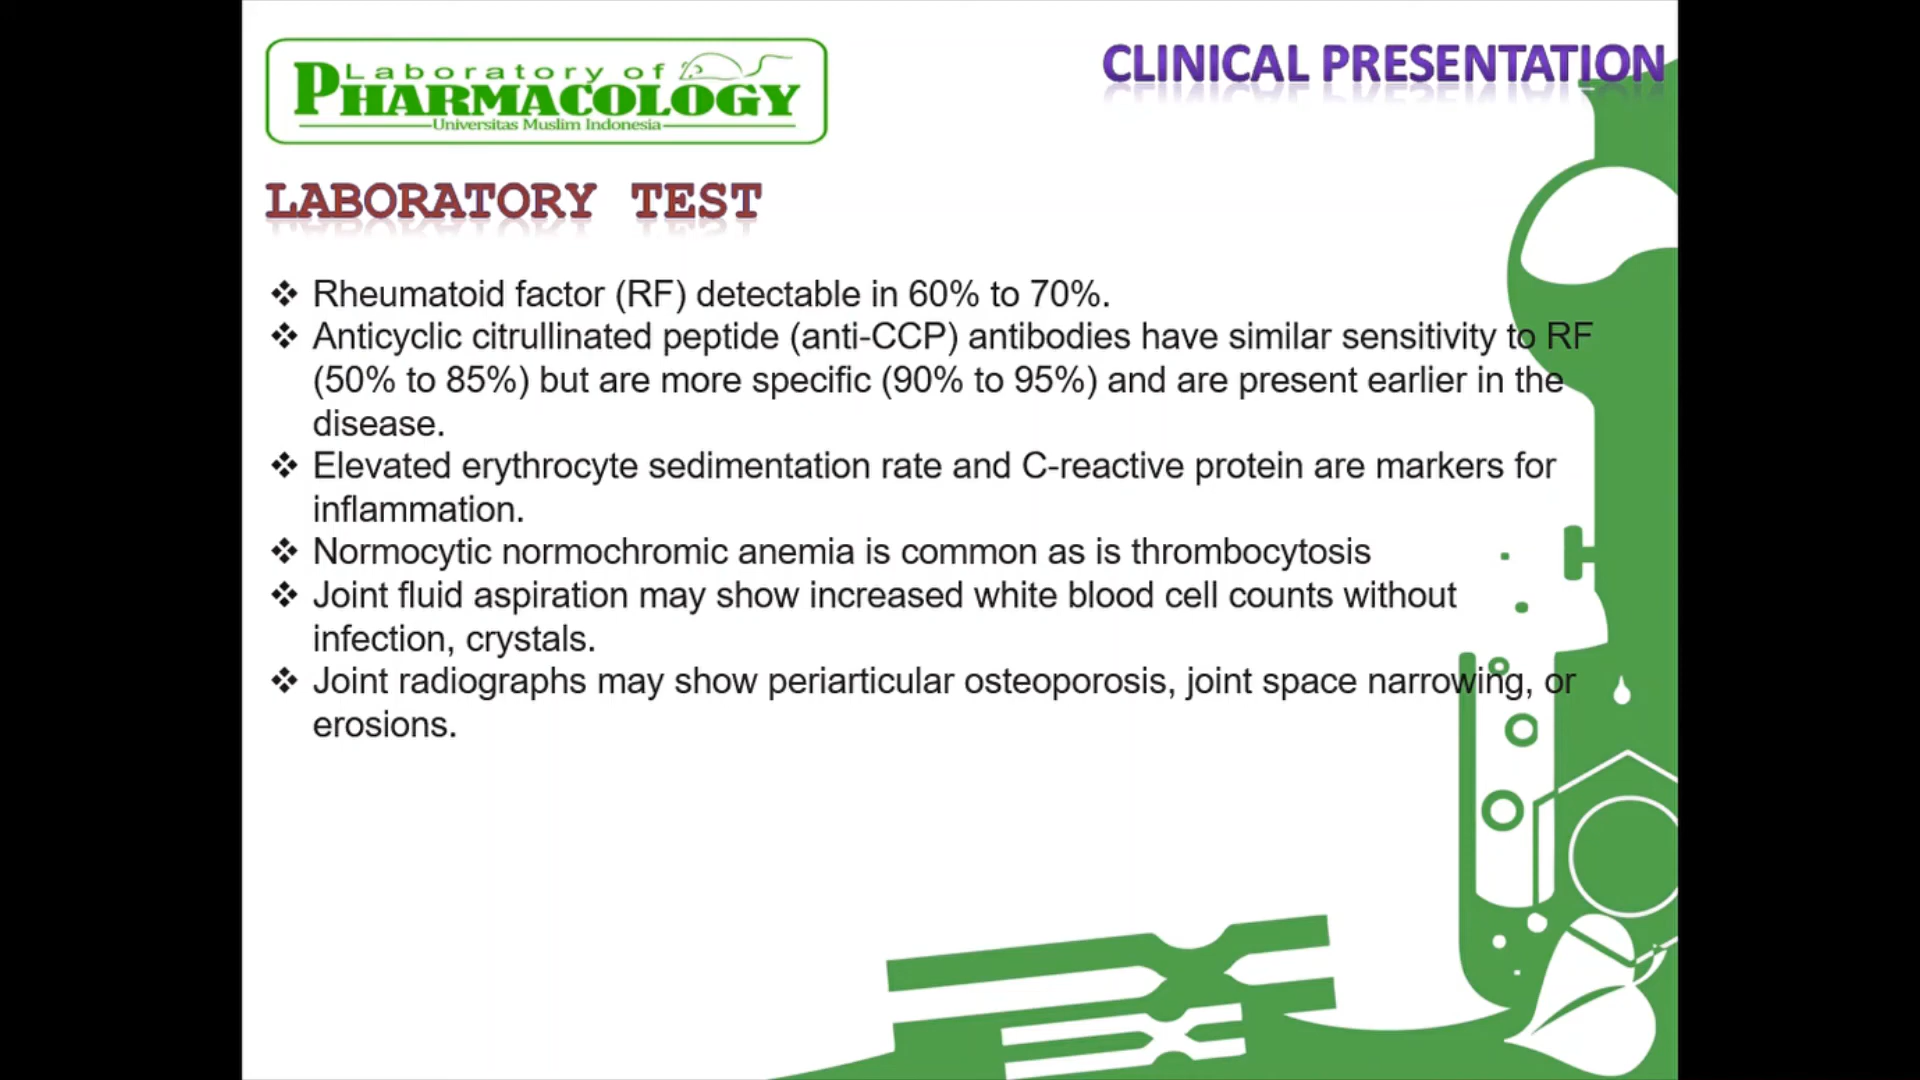 Laboratory of
PHARMACOLOGY
Universitas Muslim Indonesia
CLINICAL PRESENTATION
LABORATORY TEST
❖ Rheumatoid factor (RF) detectable in 60% to 70%.
❖ Anticyclic citrullinated peptide (anti-CCP) antibodies have similar sensitivity to RF
(50% to 85%) but are more specific (90% to 95%) and are present earlier in the
disease.
❖ Elevated erythrocyte sedimentation rate and C-reactive protein are markers for
inflammation.
❖ Normocytic normochromic anemia is common as is thrombocytosis
❖ Joint fluid aspiration may show increased white blood cell counts without
infection, crystals.
❖ Joint radiographs may show periarticular osteoporosis, joint space narrowing, or
erosions.